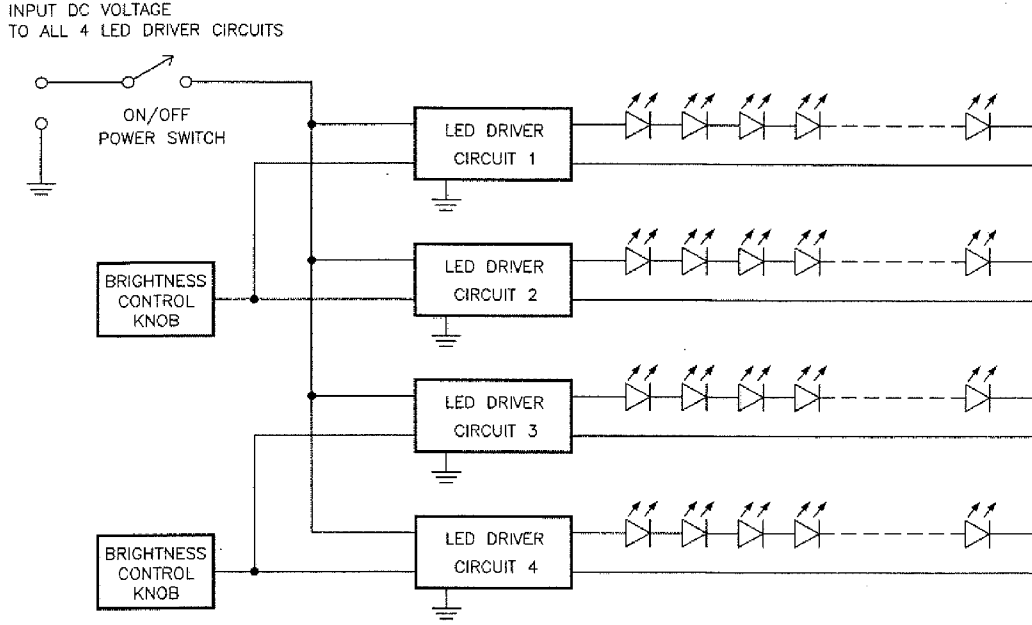 INPUT DC VOLTAGE
TO ALL 4 LED DRIVER CIRCUITS
ON/OFF
POWER SWITCH
LED DRIVER
CIRCUIT 1
LED DRIVER
CIRCUIT 2
BRIGHTNESS
CONTROL
KNOB
LED DRIVER
CIRCUIT 3
LED DRIVER
CIRCUIT 4
BRIGHTNESS
CONTROL
KNOB